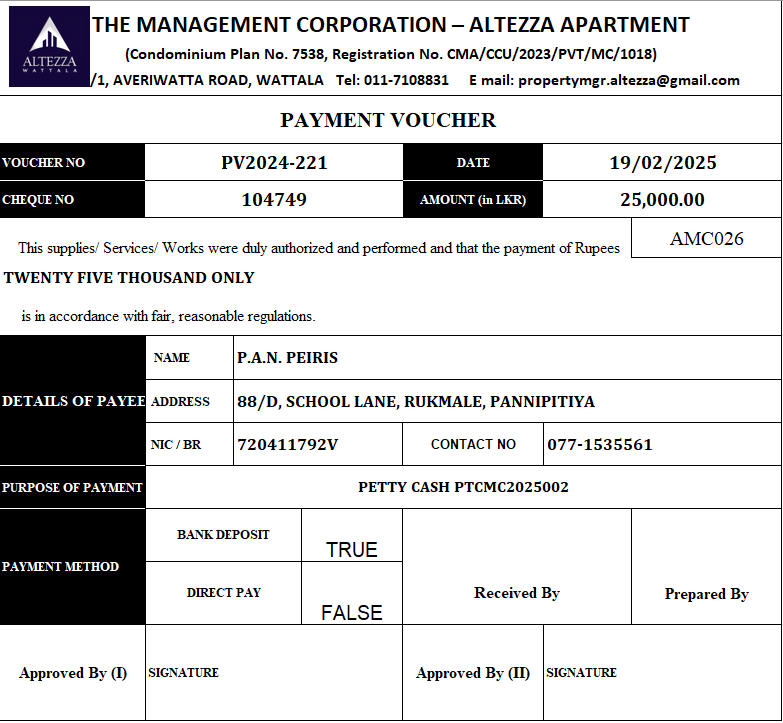 THE MANAGEMENT CORPORATION – ALTEZZA APARTMENT
(Condominium Plan No. 7538, Registration No. CMA/CCU/2023/PVT/MC/1018)
ALTEZZA
WATTALA
/1, AVERIWATTA ROAD, WATTALA Tel: 011-7108831 E mail: propertymgr.altezza@gmail.com
PAYMENT VOUCHER
VOUCHER NO PV2024-221 DATE 19/02/2025
CHEQUE NO 104749 AMOUNT (in LKR) 25,000.00
This supplies/ Services/ Works were duly authorized and performed and that the payment of Rupees AMC026
TWENTY FIVE THOUSAND ONLY
is in accordance with fair, reasonable regulations.
DETAILS OF PAYEE
NAME P.A.N. PEIRIS
ADDRESS 88/D, SCHOOL LANE, RUKMALE, PANNIPITIYA
NIC / BR 720411792V CONTACT NO 077-1535561
PURPOSE OF PAYMENT PETTY CASH PTCMC2025002
PAYMENT METHOD
BANK DEPOSIT TRUE
DIRECT PAY FALSE
Received By Prepared By
Approved By (I) SIGNATURE Approved By (II) SIGNATURE